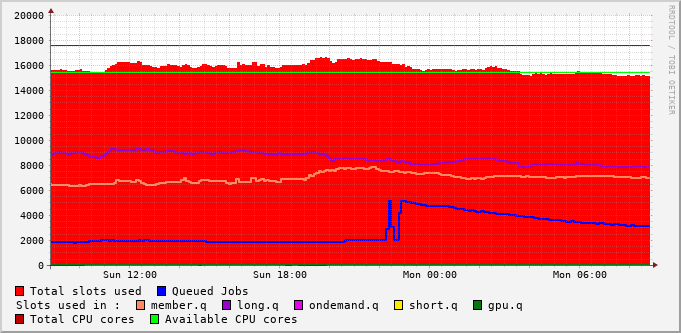 20000
18000
16000
14000
12000
10000
8000
6000
4000
2000
0
Sun 12:00 Sun 18:00 Mon 00:00 Mon 06:00
Total slots used Queued Jobs
Slots used in : member.q long.q ondemand.q short.q gpu.q
Total CPU cores Available CPU cores
RRDTOOL / TOBI OETIKER